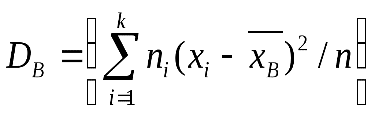 D_B = ( ∑_{i=1}^{k} n_i (x_i - \overline{x_B})^2 / n )